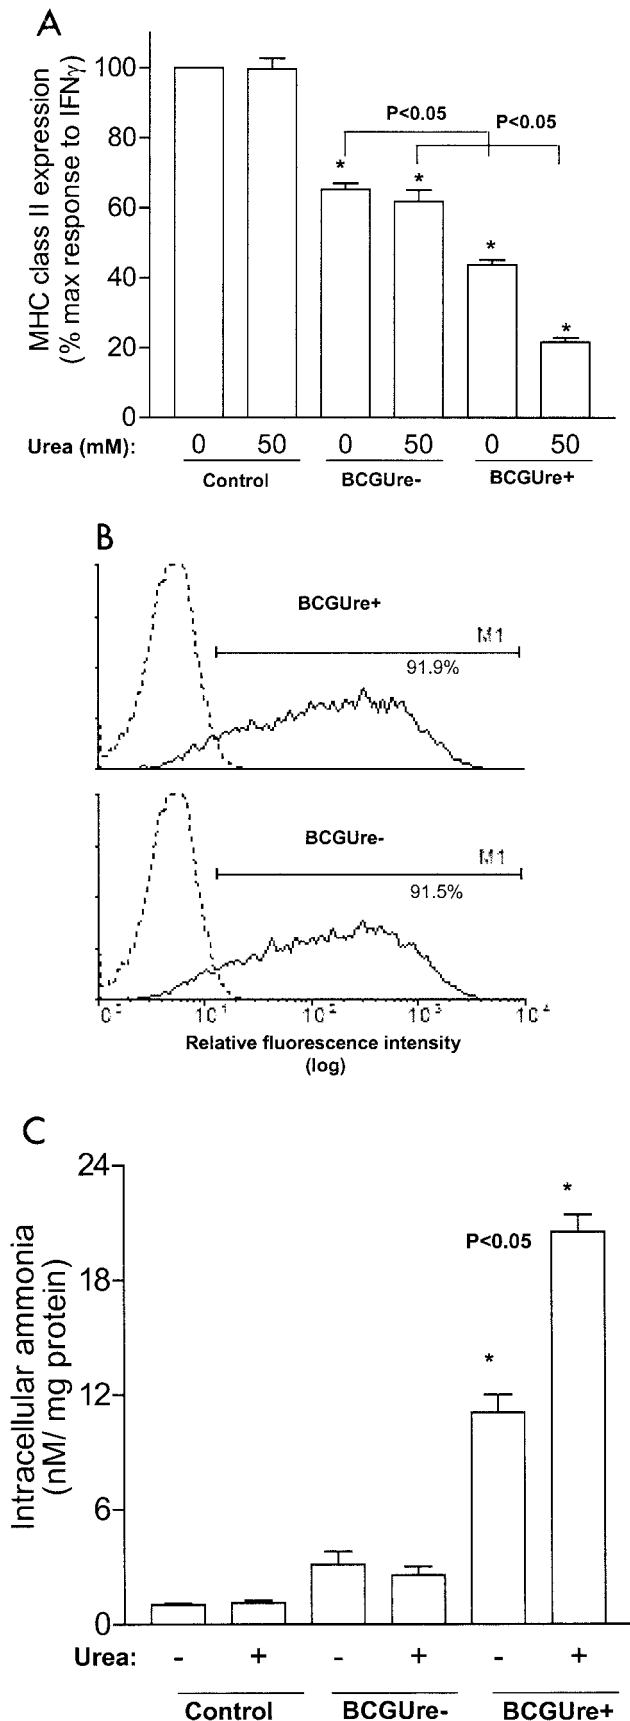 A
MHC class II expression
(% max response to IFNγ)
100
80
60
40
20
0
P<0.05
P<0.05
*
*
*
*
Urea (mM): 0 50 0 50 0 50
Control BCGUre- BCGUre+
B
BCGUre+
M1
91.9%
BCGUre-
M1
91.5%
10¹ 10² 10³ 10⁴
Relative fluorescence intensity
(log)
C
Intracellular ammonia
(nM/ mg protein)
24
18
12
6
0
*
P<0.05
*
Urea: - + - + - +
Control BCGUre- BCGUre+